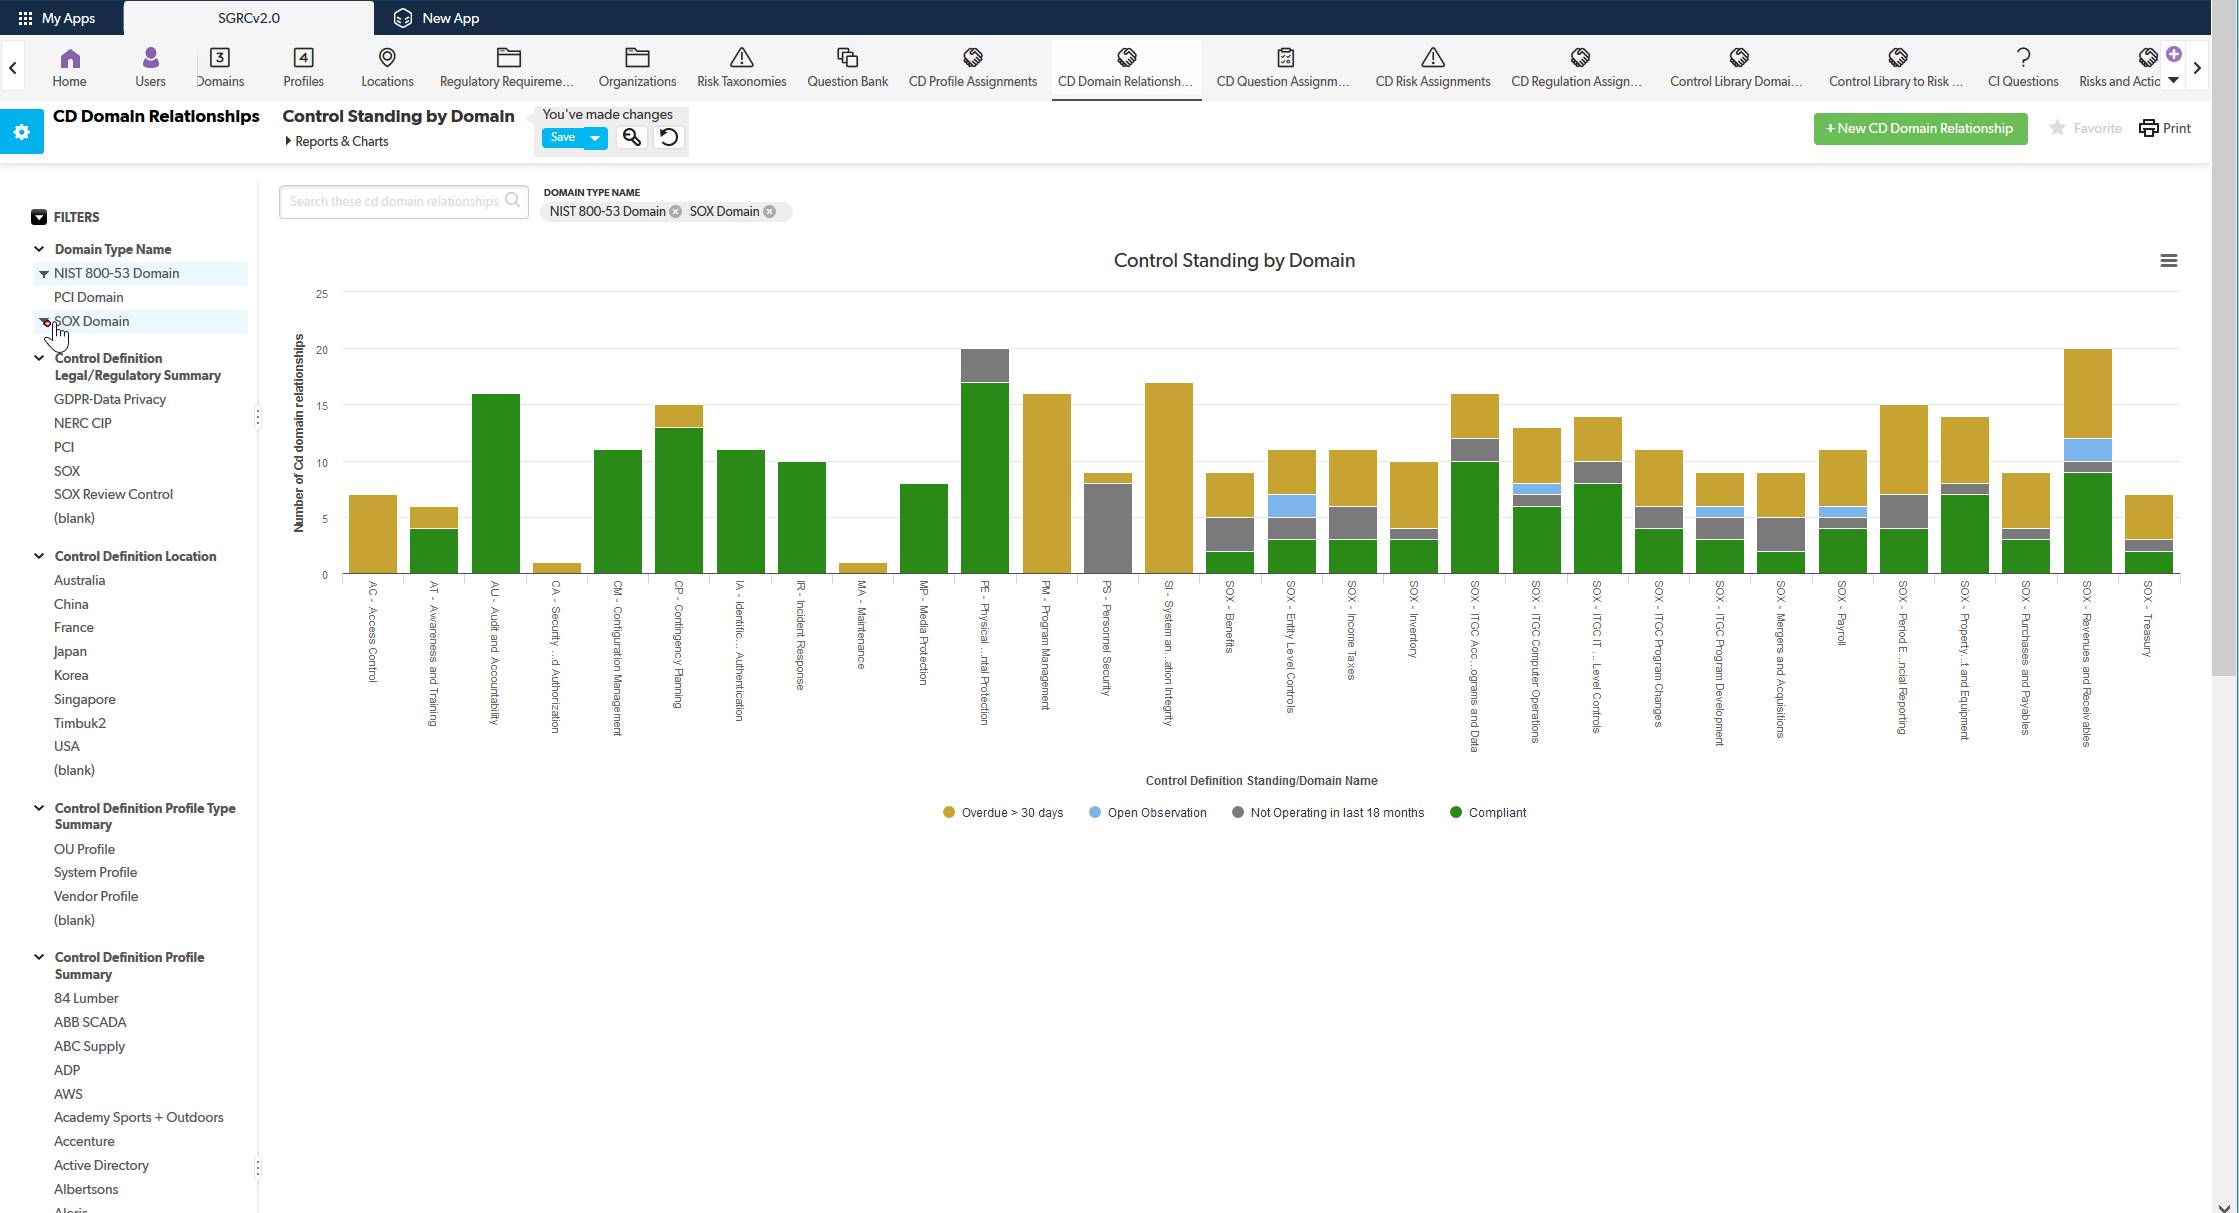 My Apps
SGRCv2.0
New App
Home
Users
3
Domains
4
Profiles
Locations
Regulatory Requireme...
Organizations
Risk Taxonomies
Question Bank
CD Profile Assignments
CD Domain Relationsh...
CD Question Assignm...
CD Risk Assignments
CD Regulation Assign...
Control Library Domai...
Control Library to Risk ...
CI Questions
Risks and Actio
CD Domain Relationships
Control Standing by Domain
Reports & Charts
You've made changes
Save
+ New CD Domain Relationship
Favorite
Print
Search these cd domain relationships
DOMAIN TYPE NAME
NIST 800-53 Domain
SOX Domain
FILTERS
Domain Type Name
NIST 800-53 Domain
PCI Domain
SOX Domain
Control Definition
Legal/Regulatory Summary
GDPR-Data Privacy
NERC CIP
PCI
SOX
SOX Review Control
(blank)
Control Definition Location
Australia
China
France
Japan
Korea
Singapore
Timbuk2
USA
(blank)
Control Definition Profile Type
Summary
OU Profile
System Profile
Vendor Profile
(blank)
Control Definition Profile
Summary
84 Lumber
ABB SCADA
ABC Supply
ADP
AWS
Academy Sports + Outdoors
Accenture
Active Directory
Albertsons
Control Standing by Domain
Number of Cd domain relationships
25
20
15
10
5
0
AC - Access Control
AT - Awareness and Training
AU - Audit and Accountability
CA - Security ...d Authorization
CM - Configuration Management
CP - Contingency Planning
IA - Identific... Authentication
IR - Incident Response
MA - Maintenance
MP - Media Protection
PE - Physical ...ntal Protection
PM - Program Management
PS - Personnel Security
SI - System an...ation Integrity
SOX - Benefits
SOX - Entity Level Controls
SOX - Income Taxes
SOX - Inventory
SOX - ITGC Acc...ograms and Data
SOX - ITGC Computer Operations
SOX - ITGC IT ... Level Controls
SOX - ITGC Program Changes
SOX - ITGC Program Development
SOX - Mergers and Acquisitions
SOX - Payroll
SOX - Period E...ncial Reporting
SOX - Property...t and Equipment
SOX - Purchases and Payables
SOX - Revenues and Receivables
SOX - Treasury
Control Definition Standing/Domain Name
Overdue > 30 days
Open Observation
Not Operating in last 18 months
Compliant